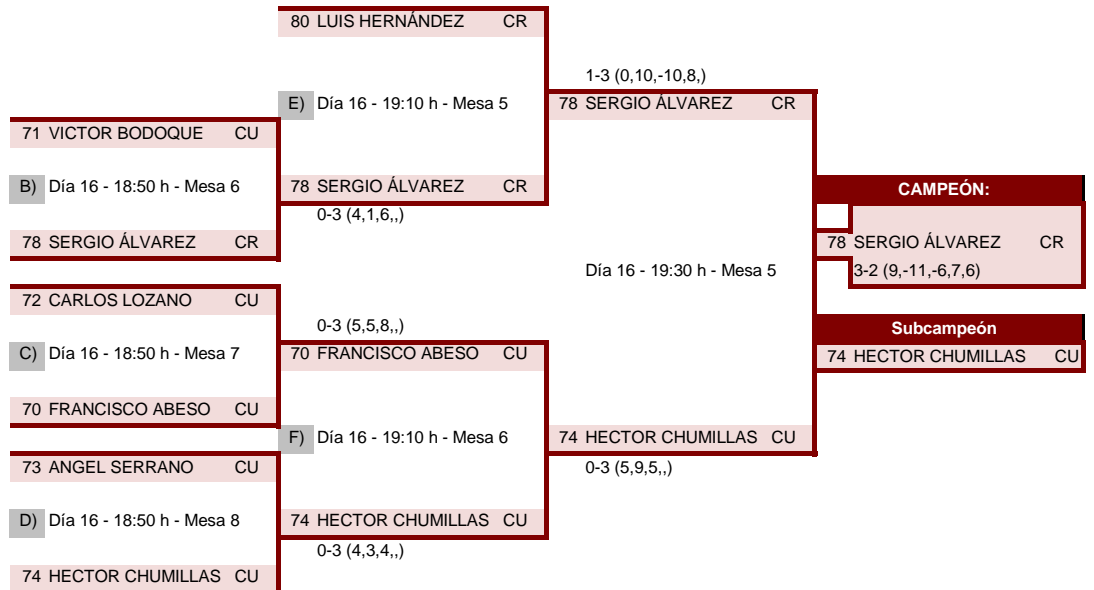 80 LUIS HERNÁNDEZ CR
1-3 (0,10,-10,8,)
E) Día 16 - 19:10 h - Mesa 5
78 SERGIO ÁLVAREZ CR
71 VICTOR BODOQUE CU
B) Día 16 - 18:50 h - Mesa 6
78 SERGIO ÁLVAREZ CR
CAMPEÓN:
0-3 (4,1,6,,)
78 SERGIO ÁLVAREZ CR
78 SERGIO ÁLVAREZ CR
Día 16 - 19:30 h - Mesa 5
3-2 (9,-11,-6,7,6)
72 CARLOS LOZANO CU
0-3 (5,5,8,,)
Subcampeón
C) Día 16 - 18:50 h - Mesa 7
70 FRANCISCO ABESO CU
74 HECTOR CHUMILLAS CU
70 FRANCISCO ABESO CU
F) Día 16 - 19:10 h - Mesa 6
74 HECTOR CHUMILLAS CU
73 ANGEL SERRANO CU
0-3 (5,9,5,,)
D) Día 16 - 18:50 h - Mesa 8
74 HECTOR CHUMILLAS CU
0-3 (4,3,4,,)
74 HECTOR CHUMILLAS CU